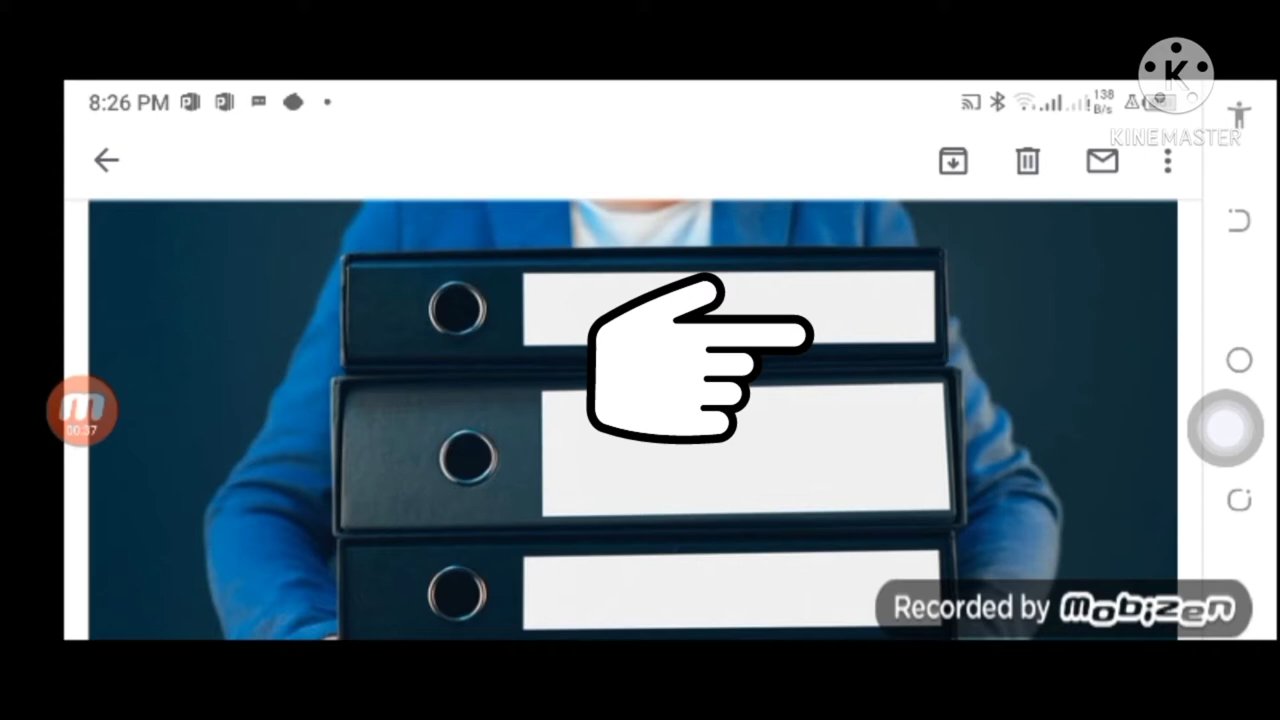 8:26 PM
138
B/s
K
KINEMASTER
m
00:37
Recorded by mobizen